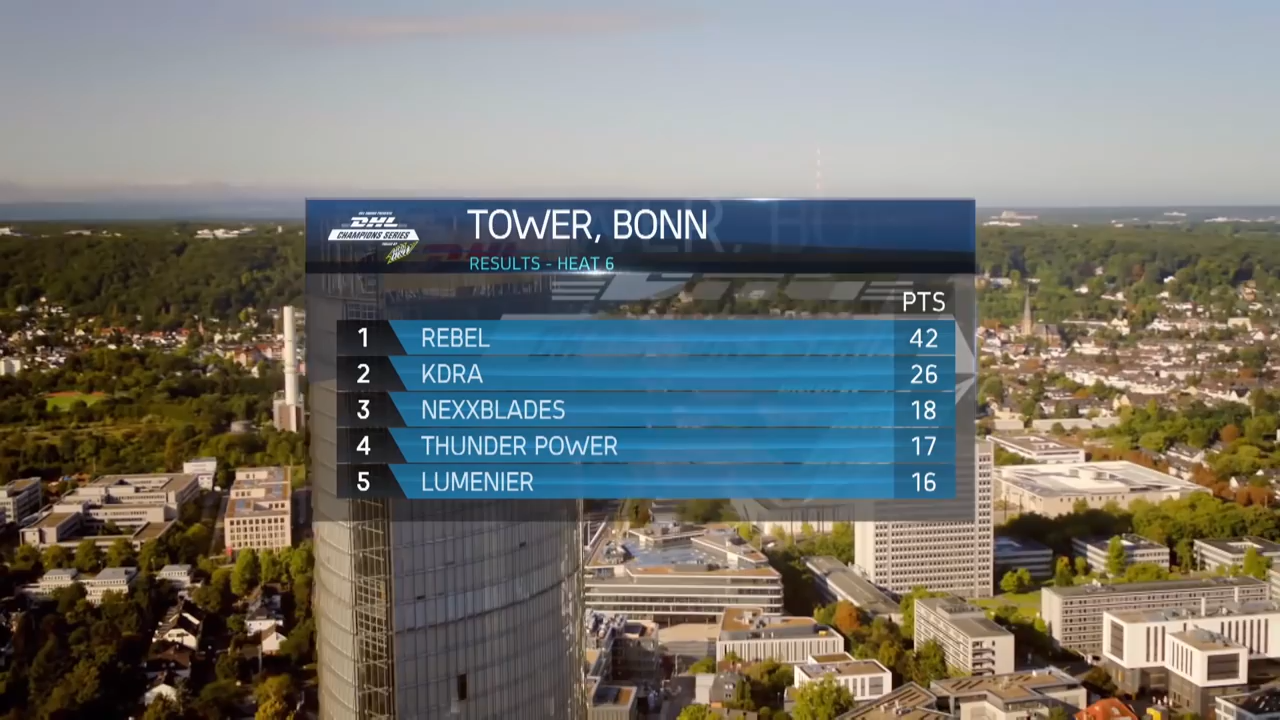 DHL
CHAMPIONS SERIES
TOWER, BONN
RESULTS - HEAT 6
PTS
1 REBEL 42
2 KDRA 26
3 NEXXBLADES 18
4 THUNDER POWER 17
5 LUMENIER 16